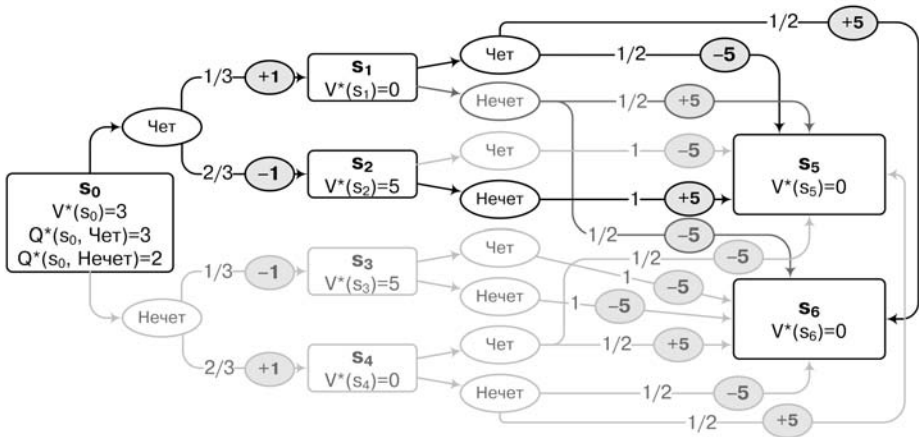 1/2 +5
Чет 1/2 −5
1/3 +1 s₁
V*(s₁)=0
Нечет 1/2 +5
Чет
Чет 1 −5 s₅
V*(s₅)=0
2/3 −1 s₂
V*(s₂)=5
Нечет 1 +5
s₀
V*(s₀)=3
Q*(s₀, Чет)=3
Q*(s₀, Нечет)=2
1/2 −5
Чет 1/2 −5
1/3 −1 s₃
V*(s₃)=5
1 −5
Нечет 1 −5
s₆
V*(s₆)=0
Нечет
Чет 1/2 +5
2/3 +1 s₄
V*(s₄)=0
Нечет 1/2 −5
1/2 +5